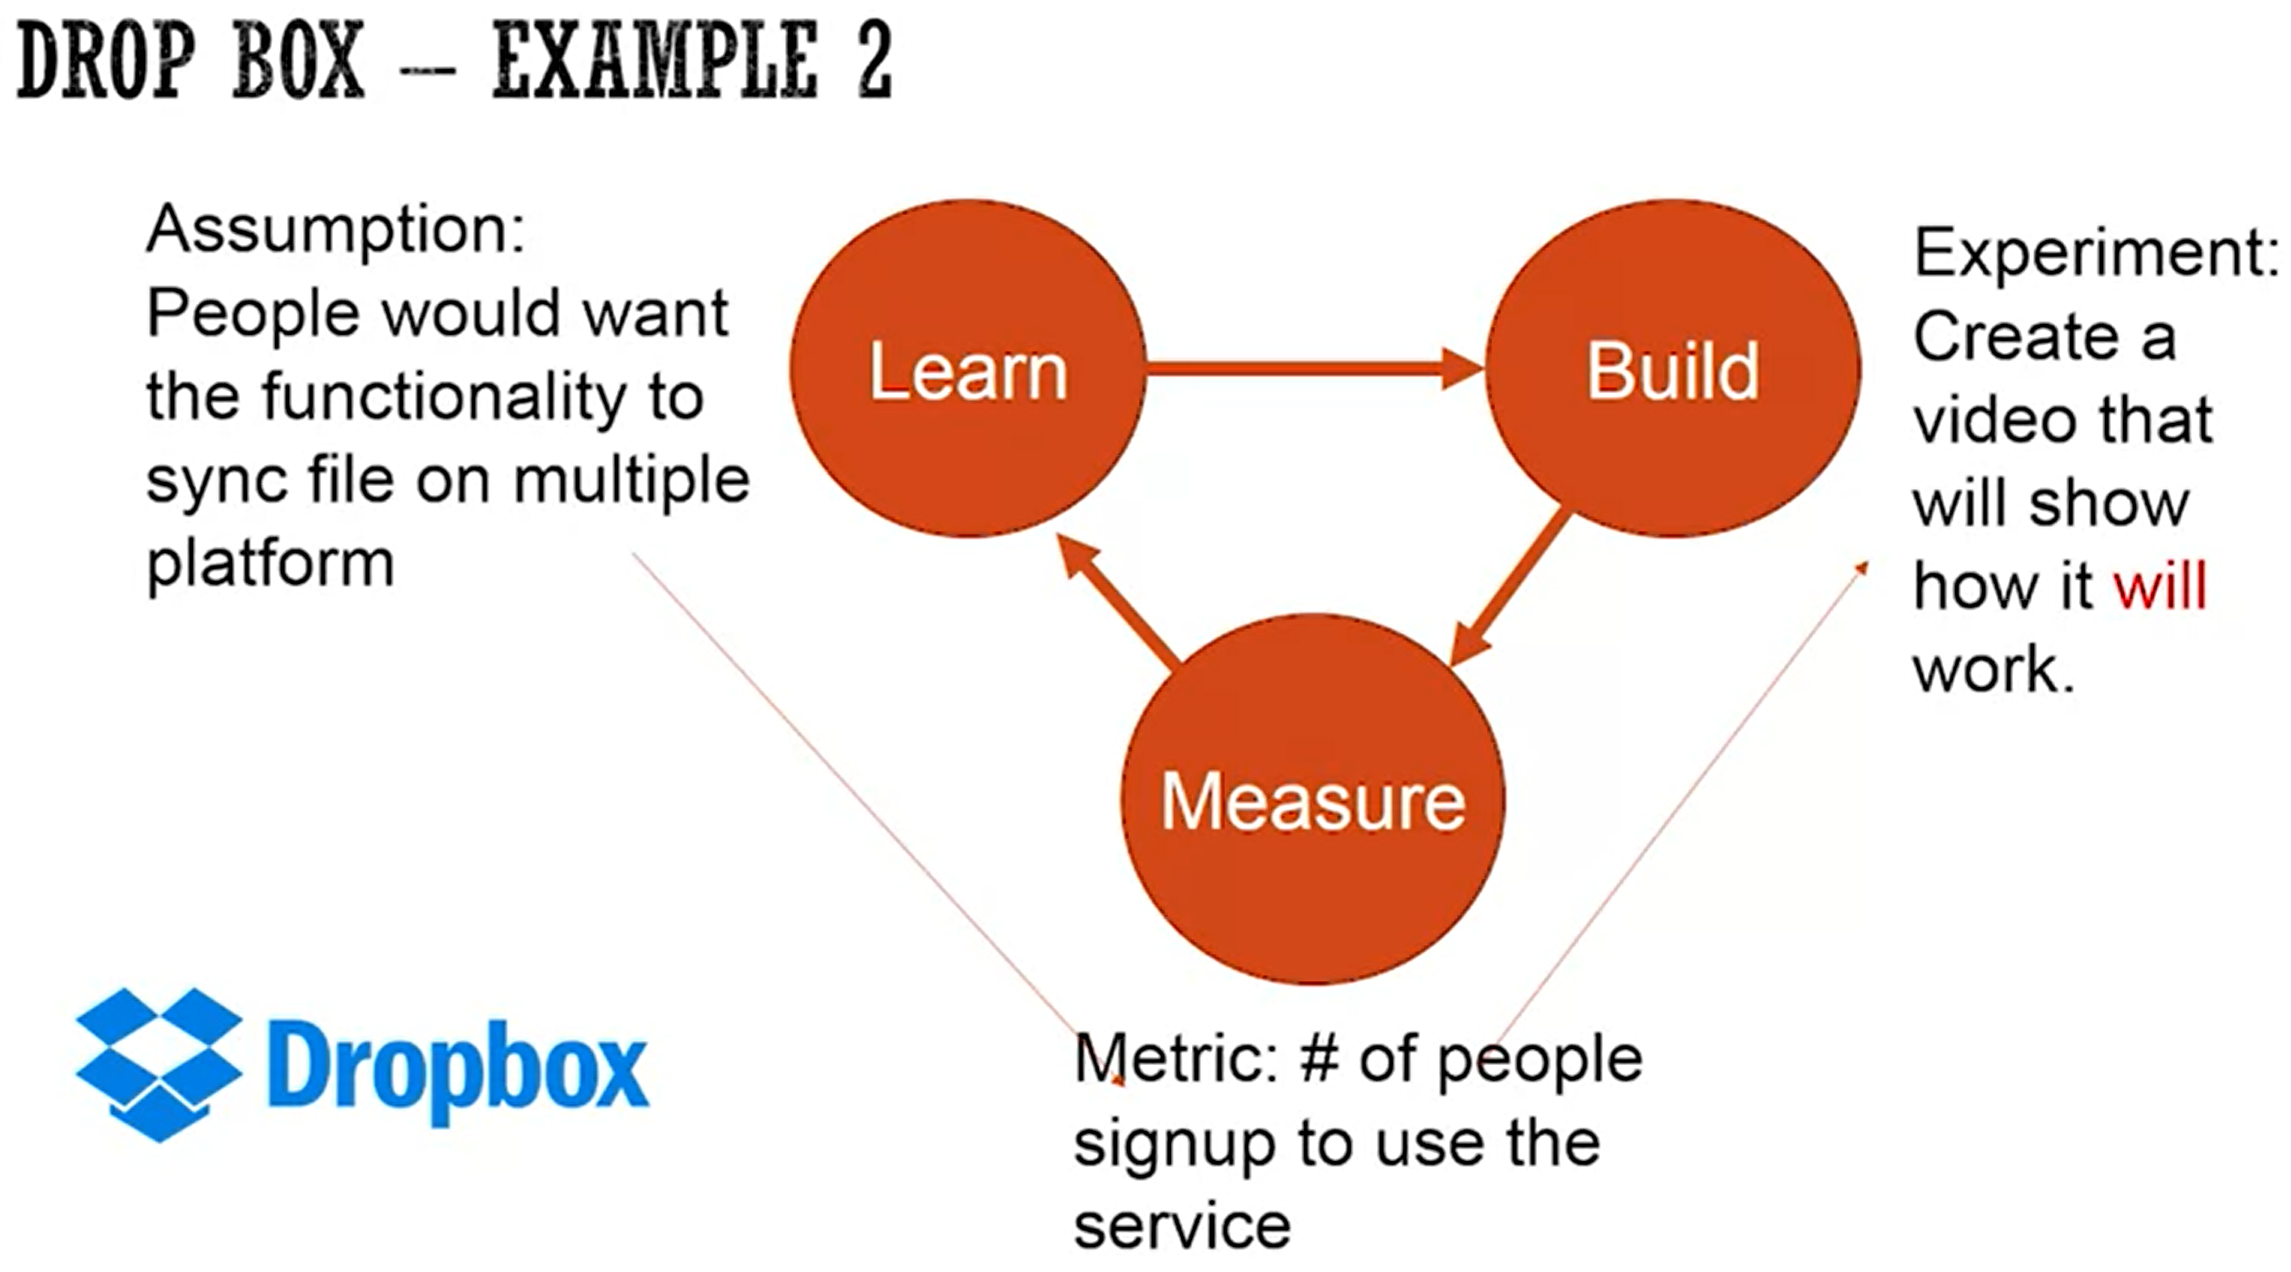 DROP BOX – EXAMPLE 2
Assumption:
People would want
the functionality to
sync file on multiple
platform
Learn
Build
Experiment:
Create a
video that
will show
how it will
work.
Measure
Metric: # of people
signup to use the
service
Dropbox